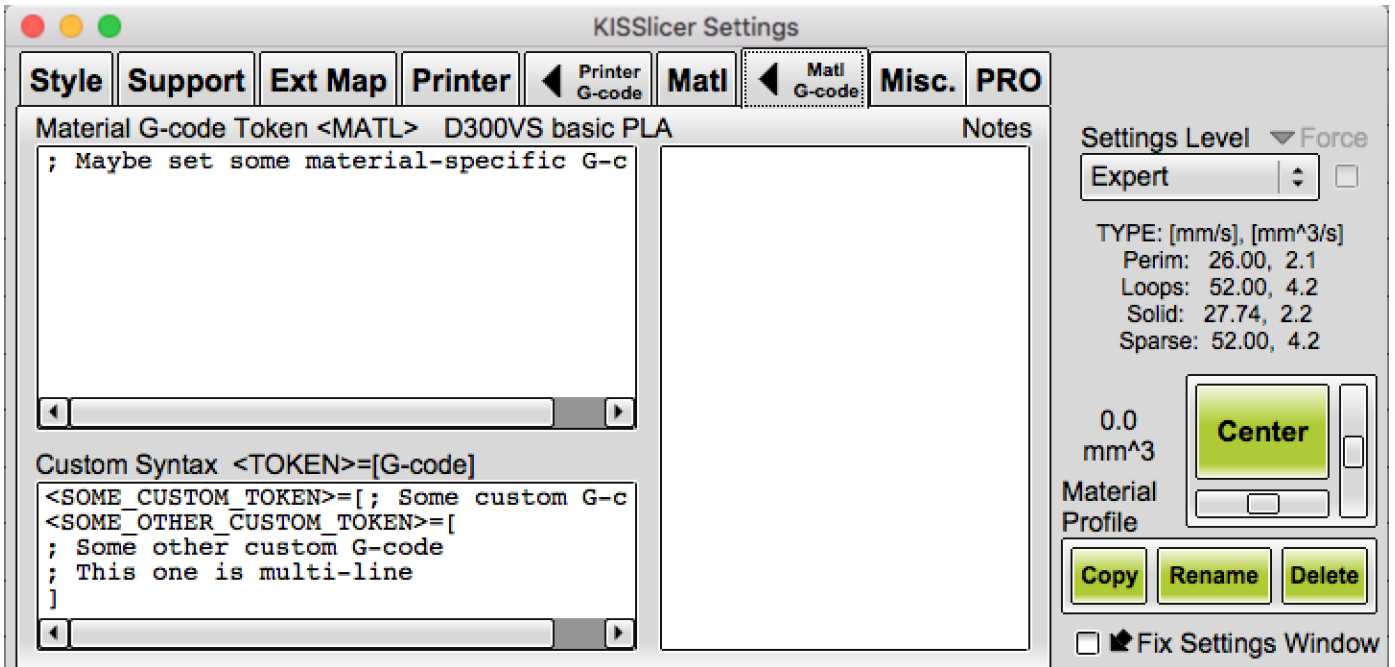 KISSlicer Settings
Style Support Ext Map Printer Printer G-code Matl Matl G-code Misc. PRO
Material G-code Token <MATL> D300VS basic PLA Notes
; Maybe set some material-specific G-c
Custom Syntax <TOKEN>=[G-code]
<SOME_CUSTOM_TOKEN>=[; Some custom G-c
<SOME_OTHER_CUSTOM_TOKEN>=[
; Some other custom G-code
; This one is multi-line
]
Settings Level Force
Expert
TYPE: [mm/s], [mm^3/s]
Perim: 26.00, 2.1
Loops: 52.00, 4.2
Solid: 27.74, 2.2
Sparse: 52.00, 4.2
0.0
mm^3
Center
Material
Profile
Copy Rename Delete
Fix Settings Window